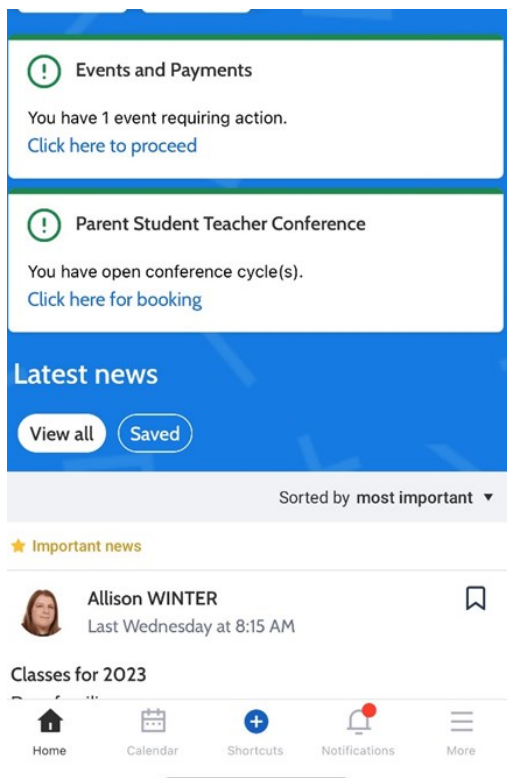 Events and Payments
You have 1 event requiring action.
Click here to proceed
Parent Student Teacher Conference
You have open conference cycle(s).
Click here for booking
Latest news
View all
Saved
Sorted by most important
Important news
Allison WINTER
Last Wednesday at 8:15 AM
Classes for 2023
Home
Calendar
Shortcuts
Notifications
More